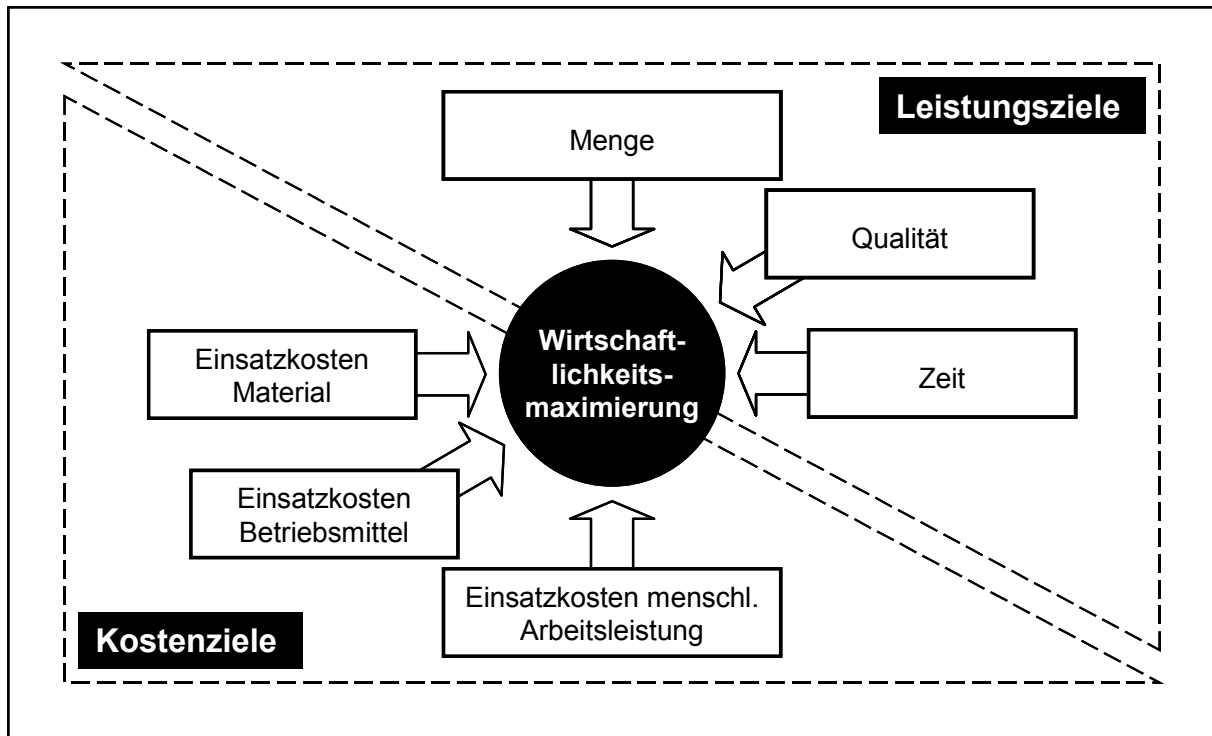 Leistungsziele
Menge
Qualität
Wirtschaft-
lichkeits-
maximierung
Zeit
Einsatzkosten
Material
Einsatzkosten
Betriebsmittel
Einsatzkosten menschl.
Arbeitsleistung
Kostenziele